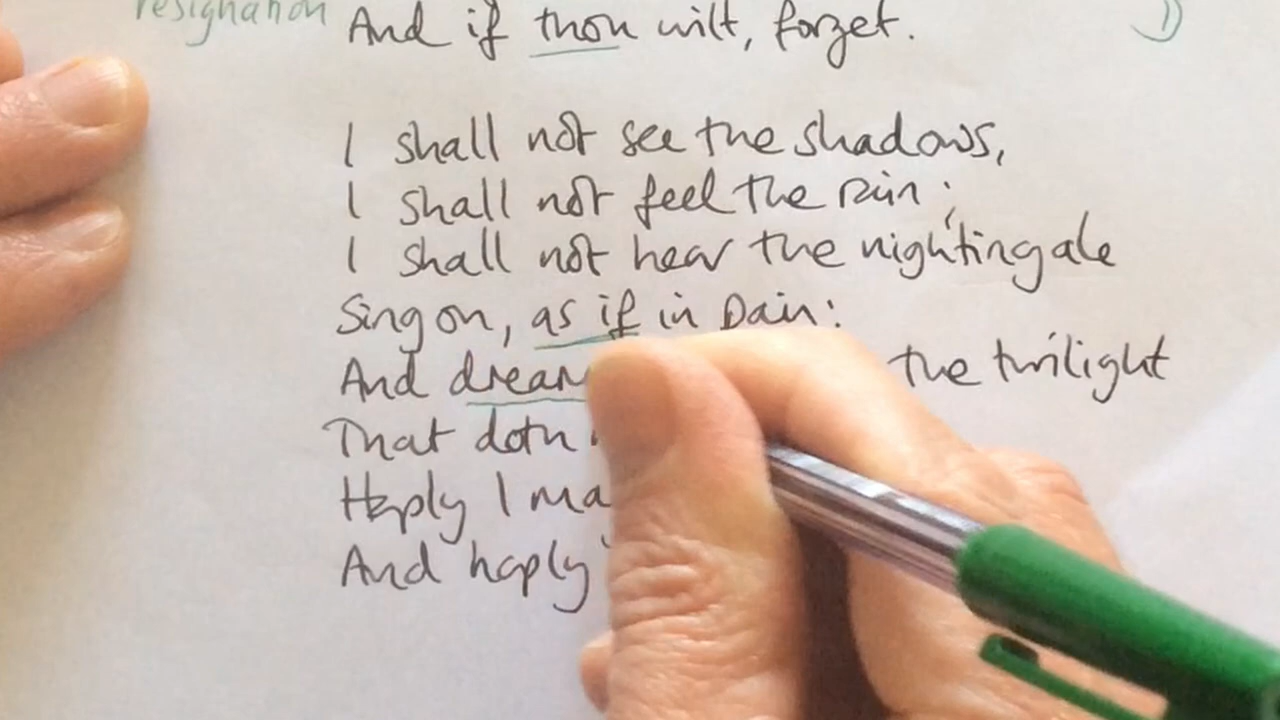 resignation
And if thou wilt, forget.
I shall not see the shadows,
I shall not feel the rain;
I shall not hear the nightingale
Sing on, as if in pain:
And dream the twilight
That doth
Haply I ma
And haply